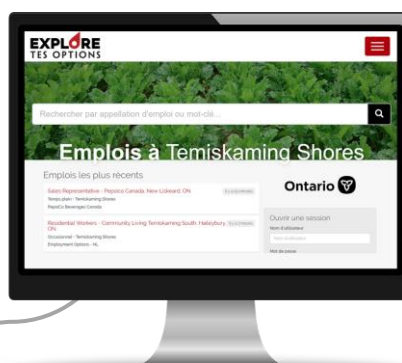 EXPLORE
TES OPTIONS
Rechercher par appellation d'emploi ou mot-clé...
Emplois à Temiskaming Shores
Emplois les plus récents
Sales Representative - Pepsico Canada, New Liskeard, ON
Temps plein - Temiskaming Shores
PepsiCo Beverages Canada
Residential Workers - Community Living Temiskaming South, Haileybury,
ON
Occasionnel - Temiskaming Shores
Employment Options - NL
Ontario
Ouvrir une session
Nom d'utilisateur
Mot de passe